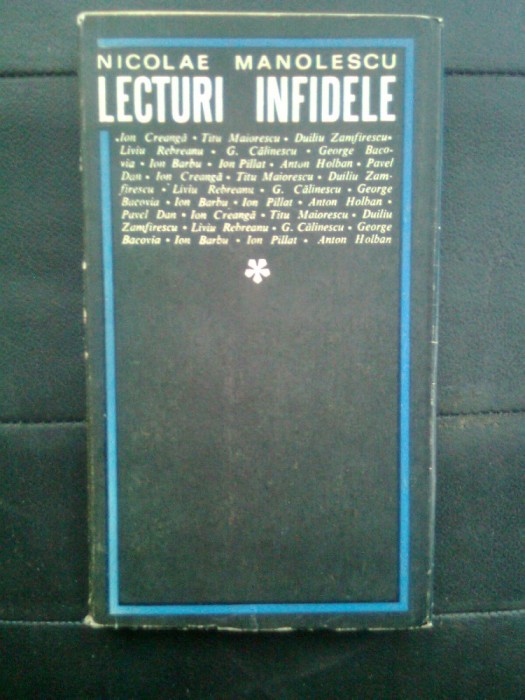 NICOLAE MANOLESCU
LECTURI INFIDELE
•Ion Creangă • Titu Maiorescu • Duiliu Zamfirescu•
Liviu Rebreanu • G. Călinescu • George Baco-
via • Ion Barbu • Ion Pillat • Anton Holban • Pavel
Dan • Ion Creangă • Titu Maiorescu • Duiliu Zam-
firescu • Liviu Rebreanu • G. Călinescu • George
Bacovia • Ion Barbu • Ion Pillat • Anton Holban •
Pavel Dan • Ion Creangă • Titu Maiorescu • Duiliu
Zamfirescu • Liviu Rebreanu • G. Călinescu • George
Bacovia • Ion Barbu • Ion Pillat • Anton Holban
*